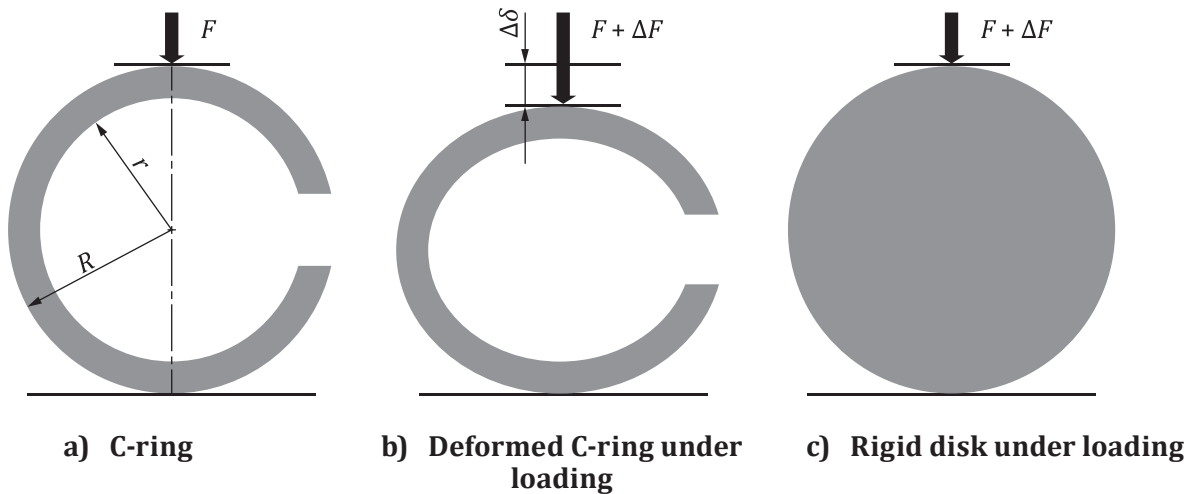 F
r
R
a) C-ring
Δδ
F + ΔF
b) Deformed C-ring under
loading
F + ΔF
c) Rigid disk under loading